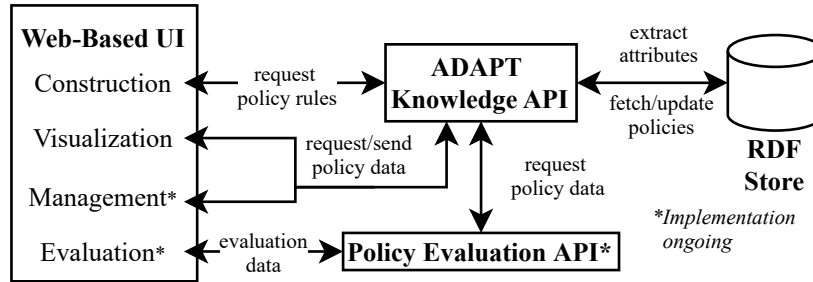 Web-Based UI
Construction
Visualization
Management*
Evaluation*
request
policy rules
request/send
policy data
evaluation
data
ADAPT
Knowledge API
request
policy data
Policy Evaluation API*
extract
attributes
fetch/update
policies
RDF
Store
*Implementation
ongoing